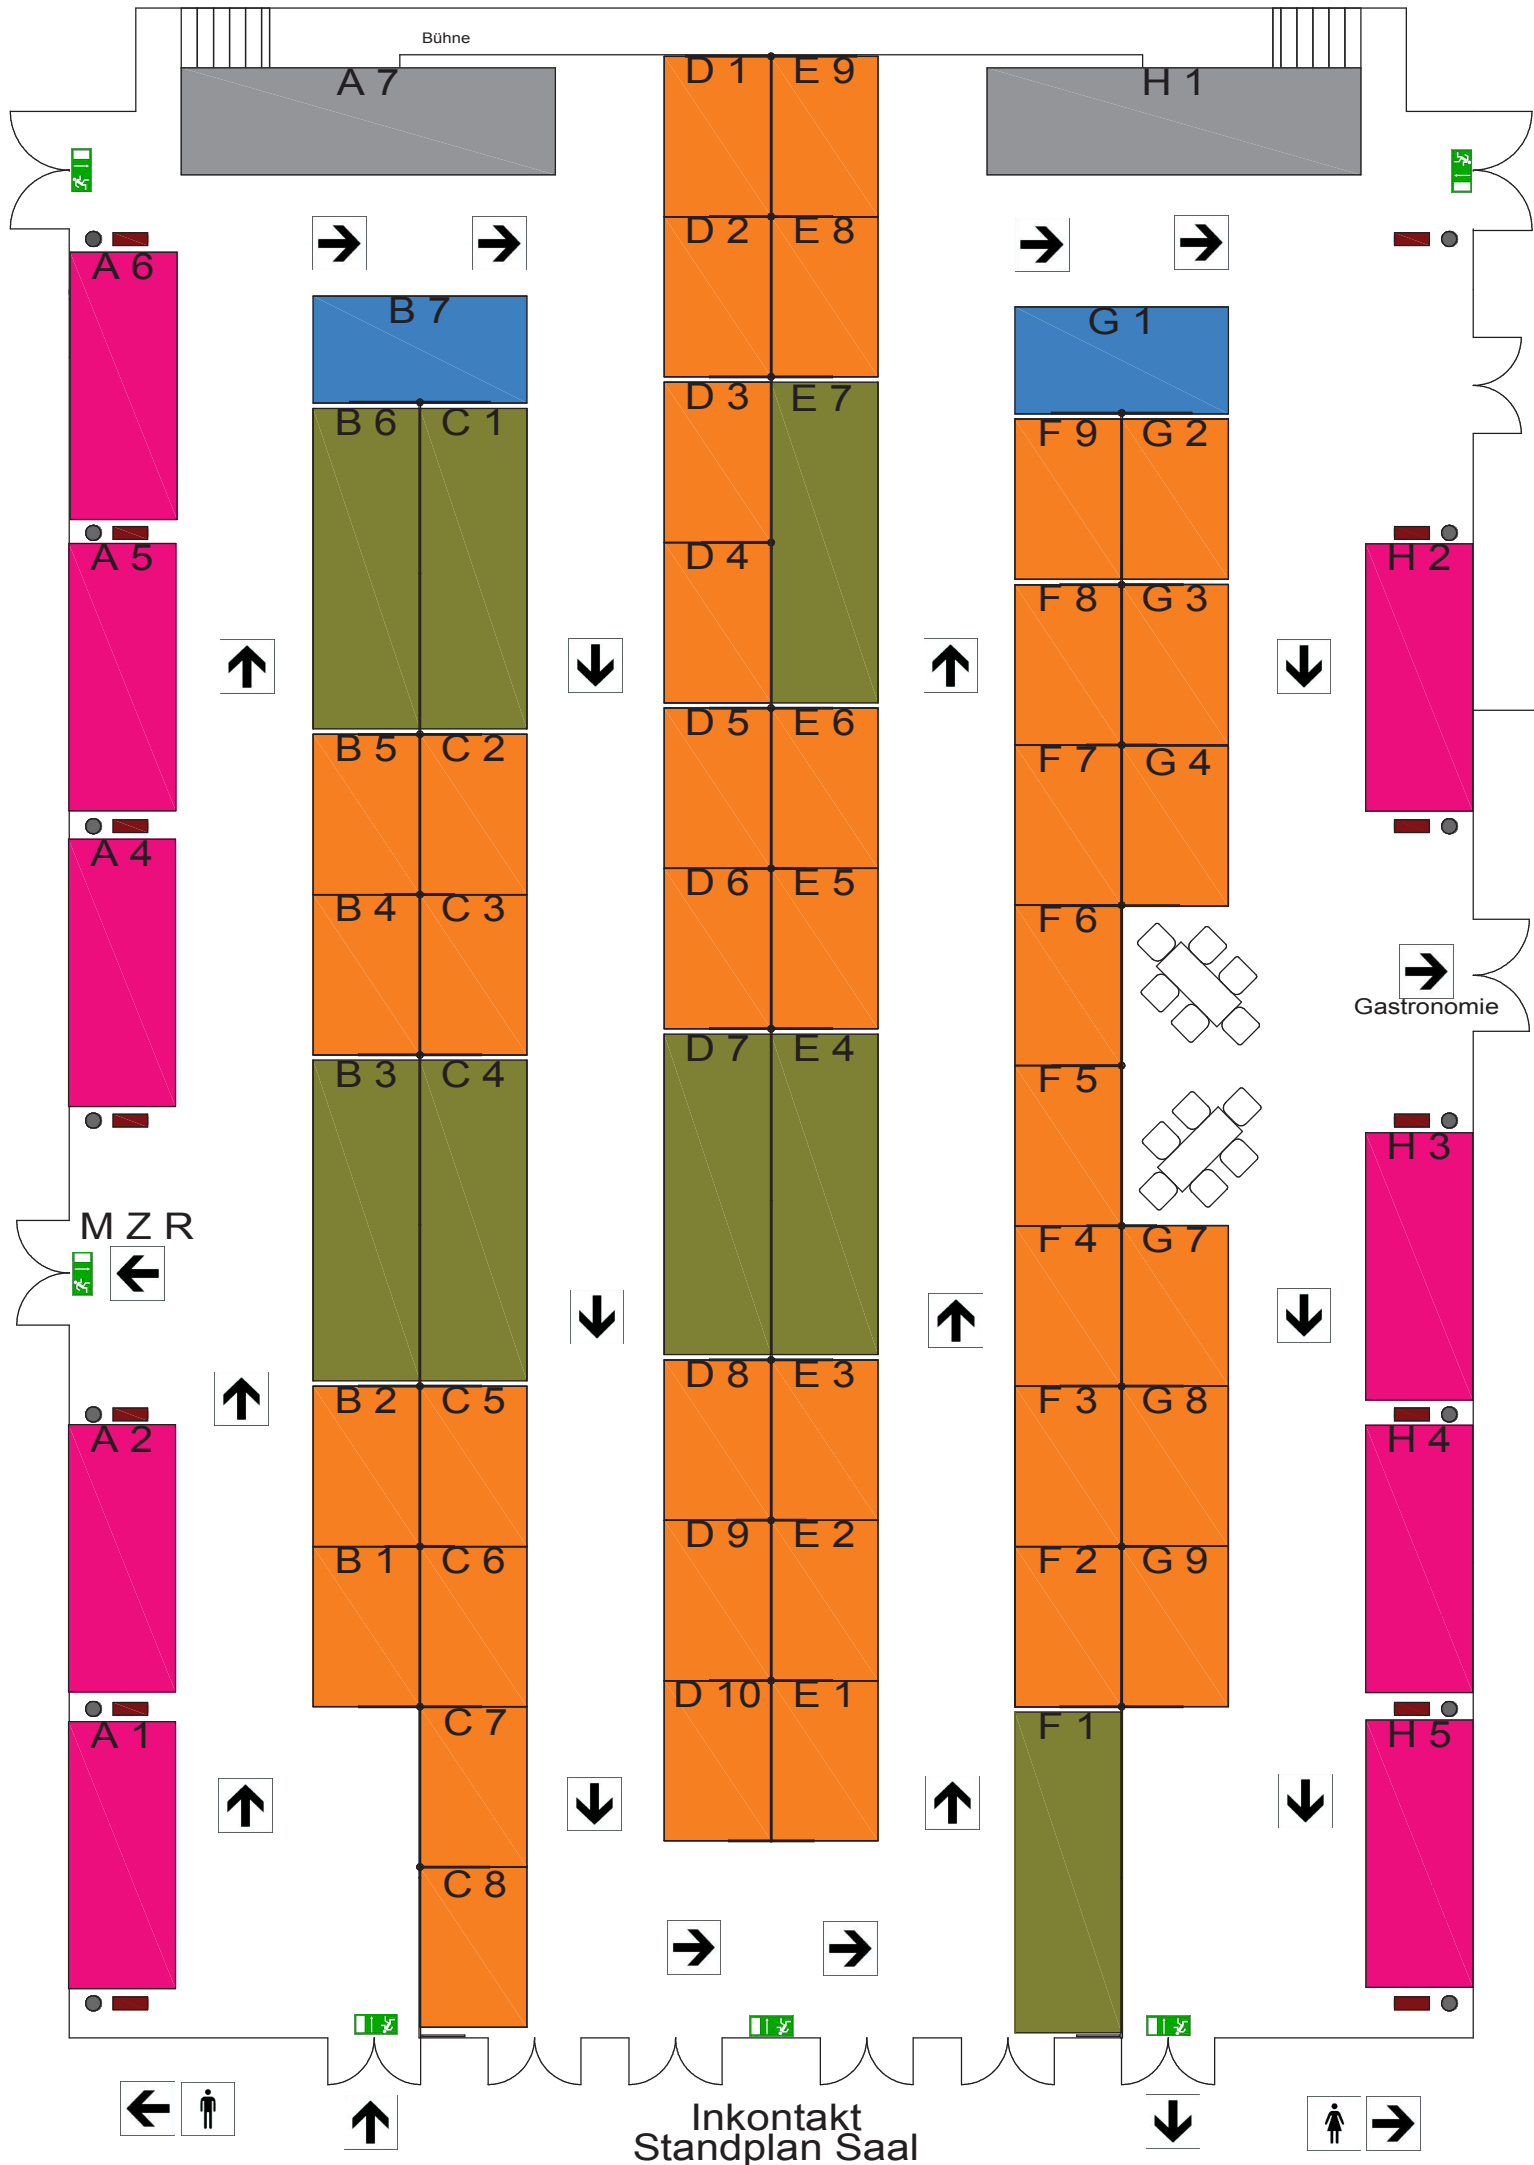 Bühne
D 1 E 9
A 7 H 1
D 2 E 8
A 6
B 7 G 1
D 3 E 7
B 6 C 1 F 9 G 2
A 5 D 4 H 2
F 8 G 3
D 5 E 6
B 5 C 2 F 7 G 4
A 4 D 6 E 5
B 4 C 3 F 6
Gastronomie
D 7 E 4
B 3 C 4 F 5
H 3
M Z R F 4 G 7
D 8 E 3
B 2 C 5 F 3 G 8
A 2 H 4
D 9 E 2
B 1 C 6 F 2 G 9
D 10 E 1
C 7 F 1
A 1 H 5
C 8
Inkontakt
Standplan Saal